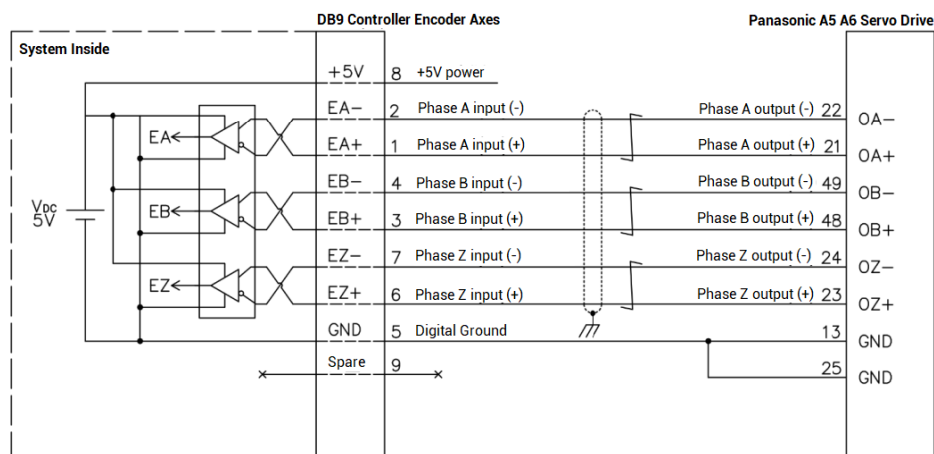 DB9 Controller Encoder Axes
Panasonic A5 A6 Servo Drive
System Inside
+5V 8 +5V power
EA- 2 Phase A input (-) Phase A output (-) 22 OA-
EA
EA+ 1 Phase A input (+) Phase A output (+) 21 OA+
EB- 4 Phase B input (-) Phase B output (-) 49 OB-
VDC
5V
EB
EB+ 3 Phase B input (+) Phase B output (+) 48 OB+
EZ- 7 Phase Z input (-) Phase Z output (-) 24 OZ-
EZ
EZ+ 6 Phase Z input (+) Phase Z output (+) 23 OZ+
GND 5 Digital Ground 13 GND
Spare 9
25 GND